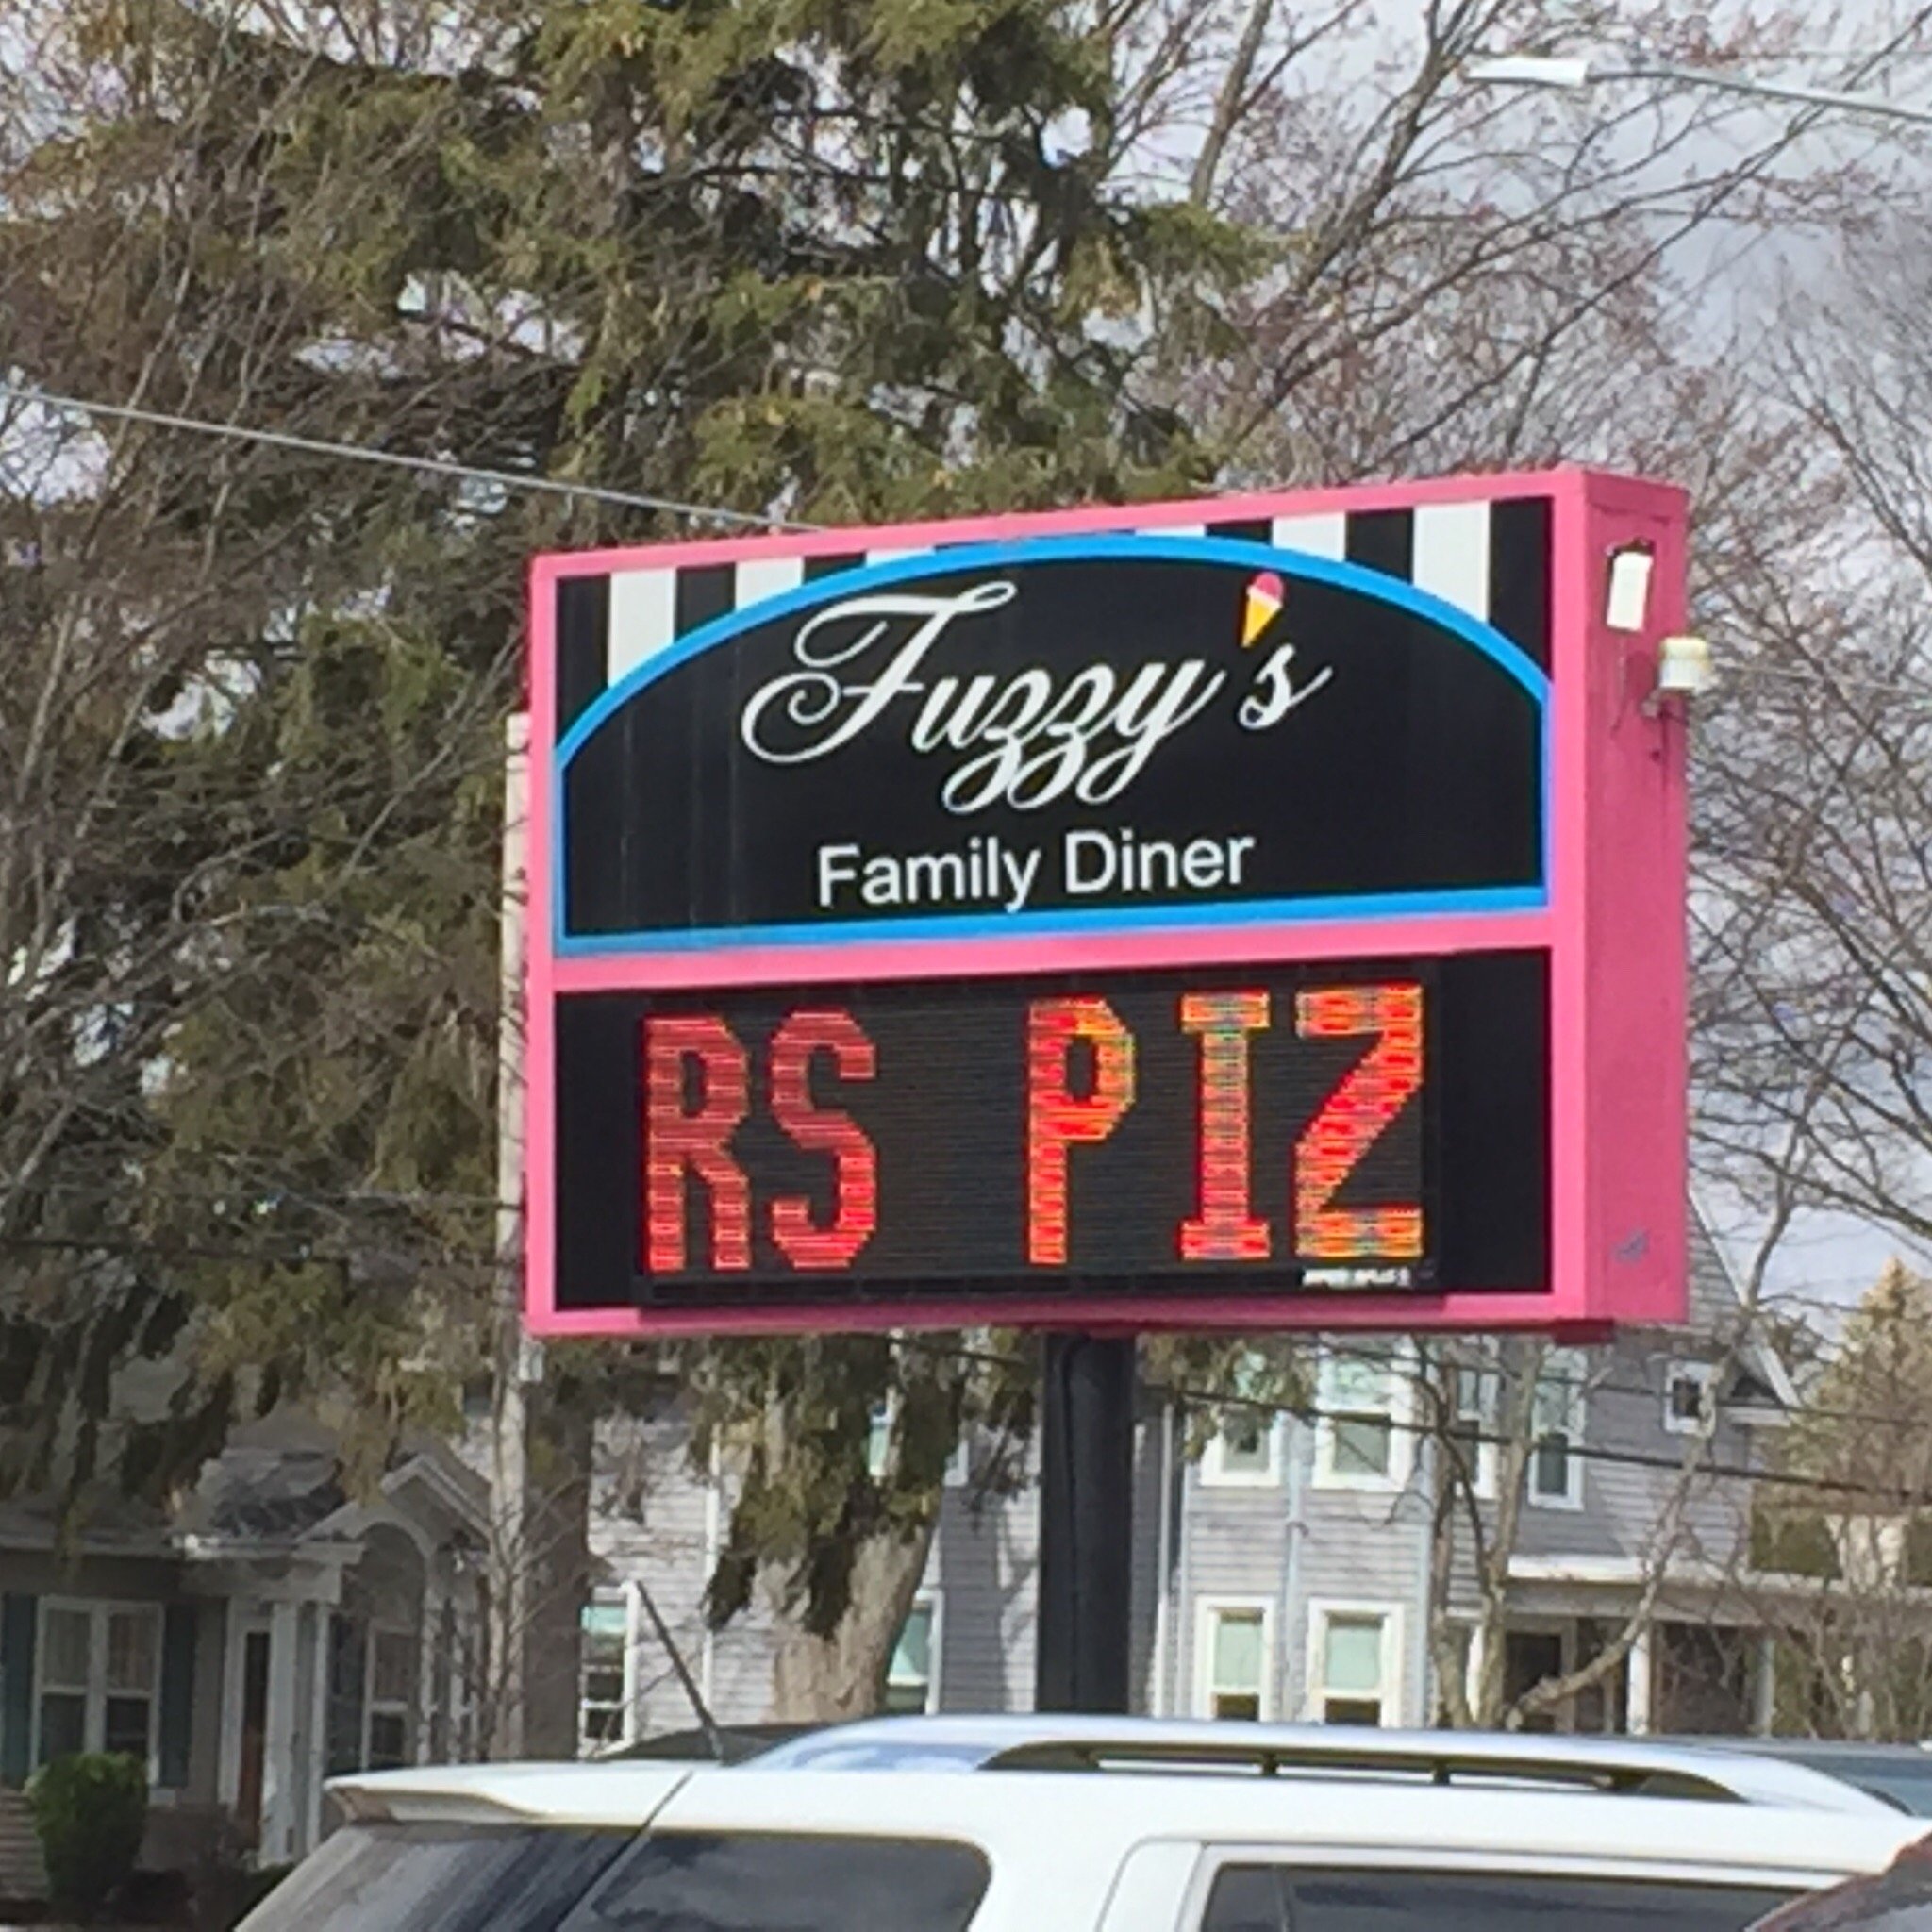 Fuzzy's
Family Diner
RS PIZ